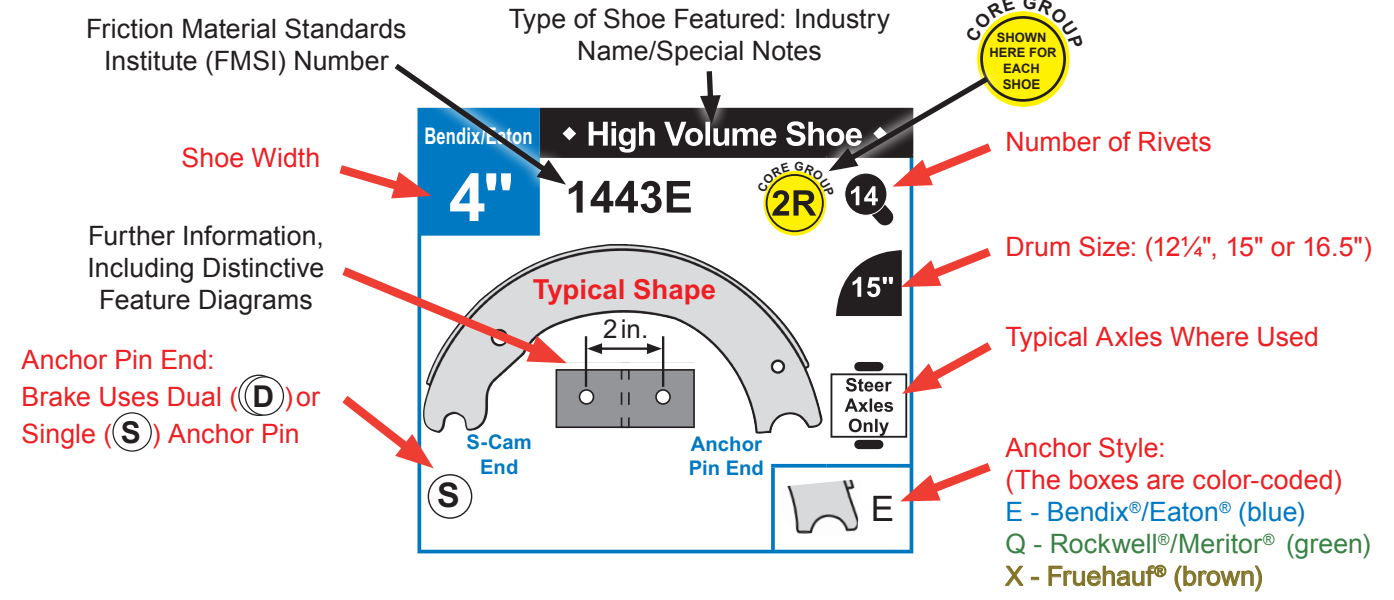 Friction Material Standards
Institute (FMSI) Number
Type of Shoe Featured: Industry
Name/Special Notes
CORE GROUP
SHOWN
HERE FOR
EACH
SHOE
Bendix/Eaton
◆ High Volume Shoe ◆
Shoe Width
4"
1443E
CORE GROUP
2R
14
Number of Rivets
Further Information,
Including Distinctive
Feature Diagrams
Typical Shape
2 in.
15"
Drum Size: (12¼", 15" or 16.5")
Typical Axles Where Used
Steer
Axles
Only
Anchor Pin End:
Brake Uses Dual (D) or
Single (S) Anchor Pin
S-Cam
End
Anchor
Pin End
S
E
Anchor Style:
(The boxes are color-coded)
E - Bendix®/Eaton® (blue)
Q - Rockwell®/Meritor® (green)
X - Fruehauf® (brown)